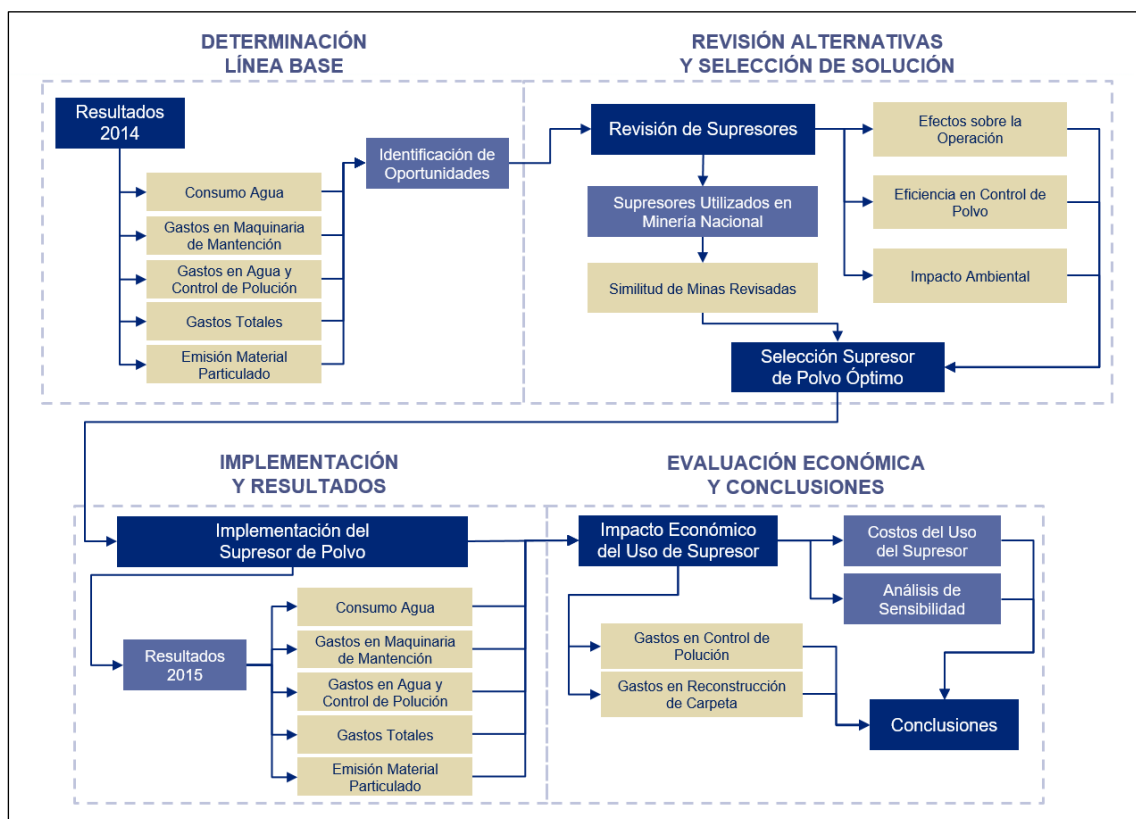 DETERMINACIÓN
LÍNEA BASE
Resultados
2014
Consumo Agua
Gastos en Maquinaria
de Mantención
Gastos en Agua y
Control de Polución
Gastos Totales
Emisión Material
Particulado
Identificación de
Oportunidades
REVISIÓN ALTERNATIVAS
Y SELECCIÓN DE SOLUCIÓN
Revisión de Supresores
Supresores Utilizados en
Minería Nacional
Similitud de Minas Revisadas
Efectos sobre la
Operación
Eficiencia en Control de
Polvo
Impacto Ambiental
Selección Supresor
de Polvo Óptimo
IMPLEMENTACIÓN
Y RESULTADOS
Implementación del
Supresor de Polvo
Resultados
2015
Consumo Agua
Gastos en Maquinaria
de Mantención
Gastos en Agua y
Control de Polución
Gastos Totales
Emisión Material
Particulado
EVALUACIÓN ECONÓMICA
Y CONCLUSIONES
Impacto Económico
del Uso de Supresor
Costos del Uso
del Supresor
Análisis de
Sensibilidad
Gastos en Control de
Polución
Gastos en Reconstrucción
de Carpeta
Conclusiones